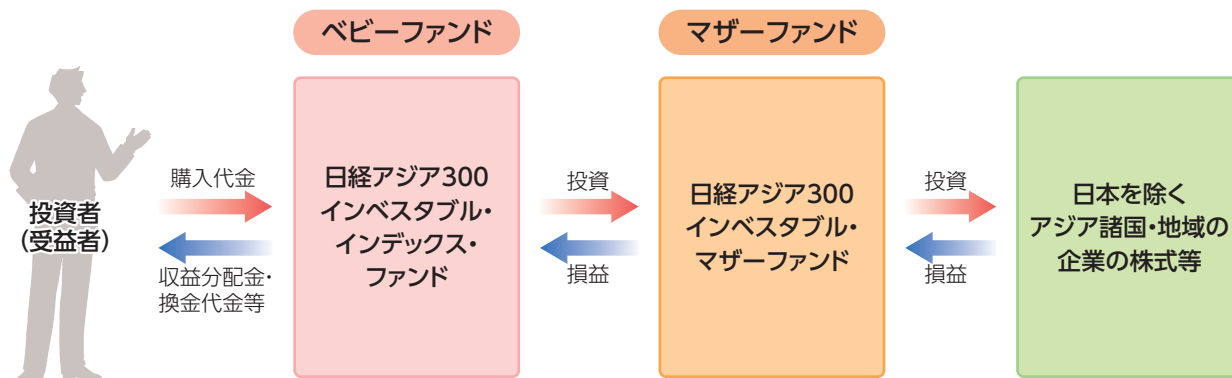 ベビーファンド
マザーファンド
投資者
(受益者)
購入代金
収益分配金・
換金代金等
日経アジア300
インベスタブル・
インデックス・
ファンド
投資
損益
日経アジア300
インベスタブル・
マザーファンド
投資
損益
日本を除く
アジア諸国・地域の
企業の株式等